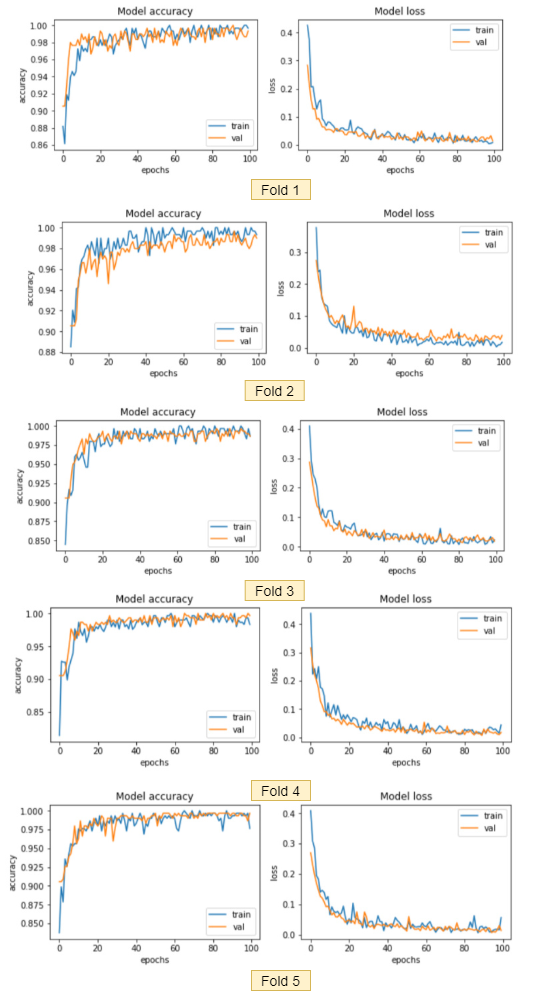 Model accuracy
1.00
0.98
0.96
0.94
0.92
0.90
0.88
0.86
accuracy
0 20 40 60 80 100
epochs
train
val
Model loss
0.4
0.3
0.2
0.1
0.0
loss
0 20 40 60 80 100
epochs
train
val
Fold 1
Model accuracy
1.00
0.98
0.96
0.94
0.92
0.90
0.88
accuracy
0 20 40 60 80 100
epochs
train
val
Model loss
0.3
0.2
0.1
0.0
loss
0 20 40 60 80 100
epochs
train
val
Fold 2
Model accuracy
1.000
0.975
0.950
0.925
0.900
0.875
0.850
accuracy
0 20 40 60 80 100
epochs
train
val
Model loss
0.4
0.3
0.2
0.1
0.0
loss
0 20 40 60 80 100
epochs
train
val
Fold 3
Model accuracy
1.00
0.95
0.90
0.85
accuracy
0 20 40 60 80 100
epochs
train
val
Model loss
0.4
0.3
0.2
0.1
0.0
loss
0 20 40 60 80 100
epochs
train
val
Fold 4
Model accuracy
1.000
0.975
0.950
0.925
0.900
0.875
0.850
accuracy
0 20 40 60 80 100
epochs
train
val
Model loss
0.4
0.3
0.2
0.1
0.0
loss
0 20 40 60 80 100
epochs
train
val
Fold 5